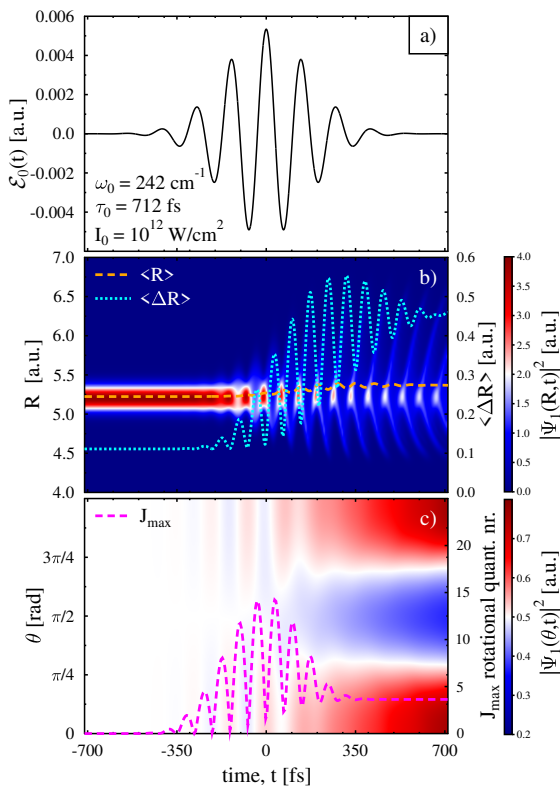 0.006
a)
0.004
0.002
0.0
-0.002
-0.004
ℰ₀(t) [a.u.]
ω₀ = 242 cm⁻¹
τ₀ = 712 fs
I₀ = 10¹² W/cm²
7.0
6.5
6.0
5.5
5.0
4.5
4.0
R [a.u.]
<R>
<ΔR>
b)
0.6
0.5
0.4
0.3
0.2
0.1
0.0
<ΔR> [a.u.]
4.0
3.5
3.0
2.5
2.0
1.5
1.0
0.5
0.0
|Ψ₁(R,t)|² [a.u.]
J_max
c)
3π/4
π/2
π/4
0
θ [rad]
20
15
10
5
0
J_max rotational quant. nr.
0.7
0.6
0.5
0.4
0.3
0.2
|Ψ₁(θ,t)|² [a.u.]
-700
-350
0
350
700
time, t [fs]